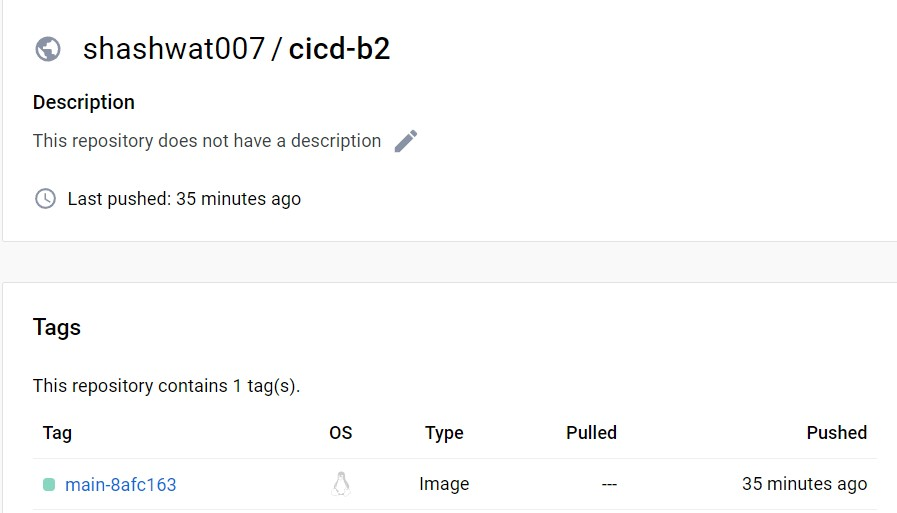 shashwat007 / cicd-b2
Description
This repository does not have a description
Last pushed: 35 minutes ago
Tags
This repository contains 1 tag(s).
Tag OS Type Pulled Pushed
main-8afc163 Image --- 35 minutes ago